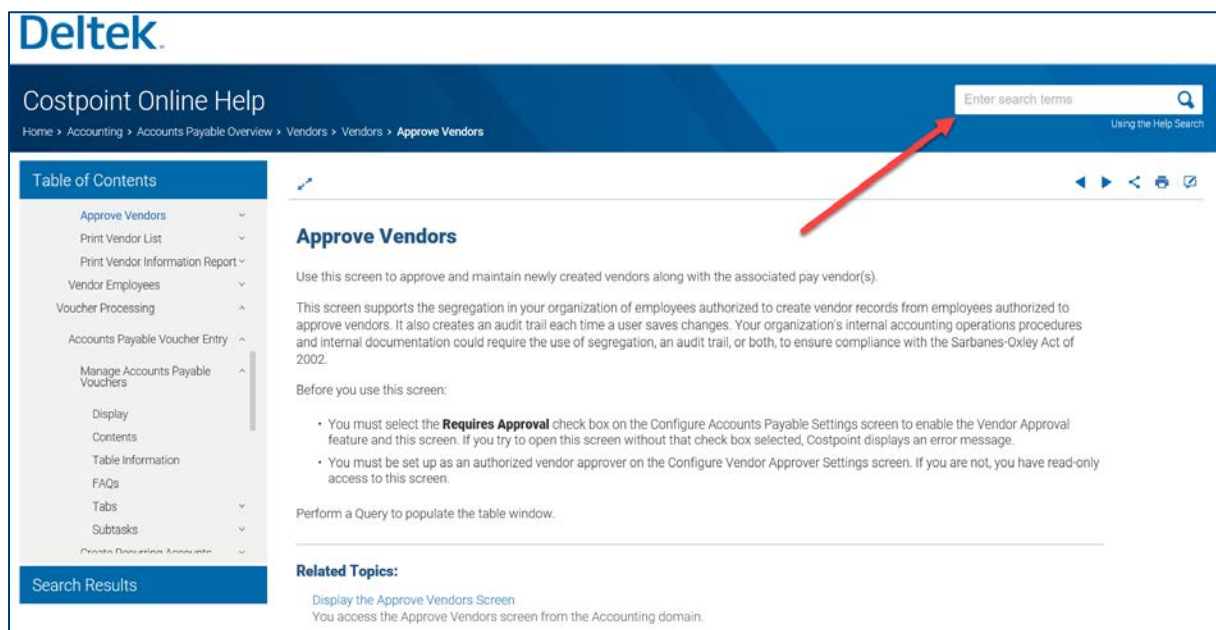 Deltek
Costpoint Online Help
Enter search terms
Home › Accounting › Accounts Payable Overview › Vendors › Vendors › Approve Vendors
Using the Help Search
Table of Contents
Approve Vendors
Print Vendor List
Print Vendor Information Report
Vendor Employees
Voucher Processing
Accounts Payable Voucher Entry
Manage Accounts Payable
Vouchers
Display
Contents
Table Information
FAQs
Tabs
Subtasks
Create Recurring Accounts
Search Results
Approve Vendors
Use this screen to approve and maintain newly created vendors along with the associated pay vendor(s).
This screen supports the segregation in your organization of employees authorized to create vendor records from employees authorized to
approve vendors. It also creates an audit trail each time a user saves changes. Your organization's internal accounting operations procedures
and internal documentation could require the use of segregation, an audit trail, or both, to ensure compliance with the Sarbanes-Oxley Act of
2002.
Before you use this screen:
• You must select the Requires Approval check box on the Configure Accounts Payable Settings screen to enable the Vendor Approval
feature and this screen. If you try to open this screen without that check box selected, Costpoint displays an error message.
• You must be set up as an authorized vendor approver on the Configure Vendor Approver Settings screen. If you are not, you have read-only
access to this screen.
Perform a Query to populate the table window.
Related Topics:
Display the Approve Vendors Screen
You access the Approve Vendors screen from the Accounting domain.